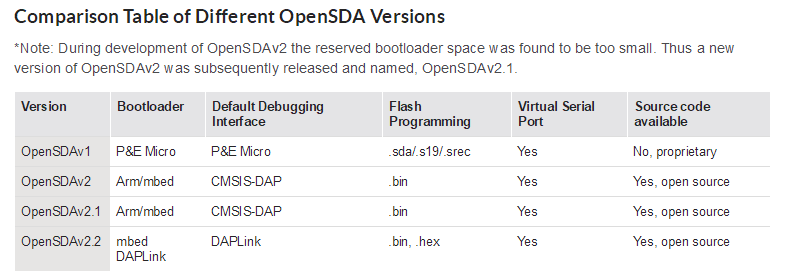 Comparison Table of Different OpenSDA Versions
*Note: During development of OpenSDAv2 the reserved bootloader space was found to be too small. Thus a new
version of OpenSDAv2 was subsequently released and named, OpenSDAv2.1.
Version Bootloader Default Debugging Interface Flash Programming Virtual Serial Port Source code available
OpenSDAv1 P&E Micro P&E Micro .sda/.s19/.srec Yes No, proprietary
OpenSDAv2 Arm/mbed CMSIS-DAP .bin Yes Yes, open source
OpenSDAv2.1 Arm/mbed CMSIS-DAP .bin Yes Yes, open source
OpenSDAv2.2 mbed DAPLink DAPLink .bin, .hex Yes Yes, open source